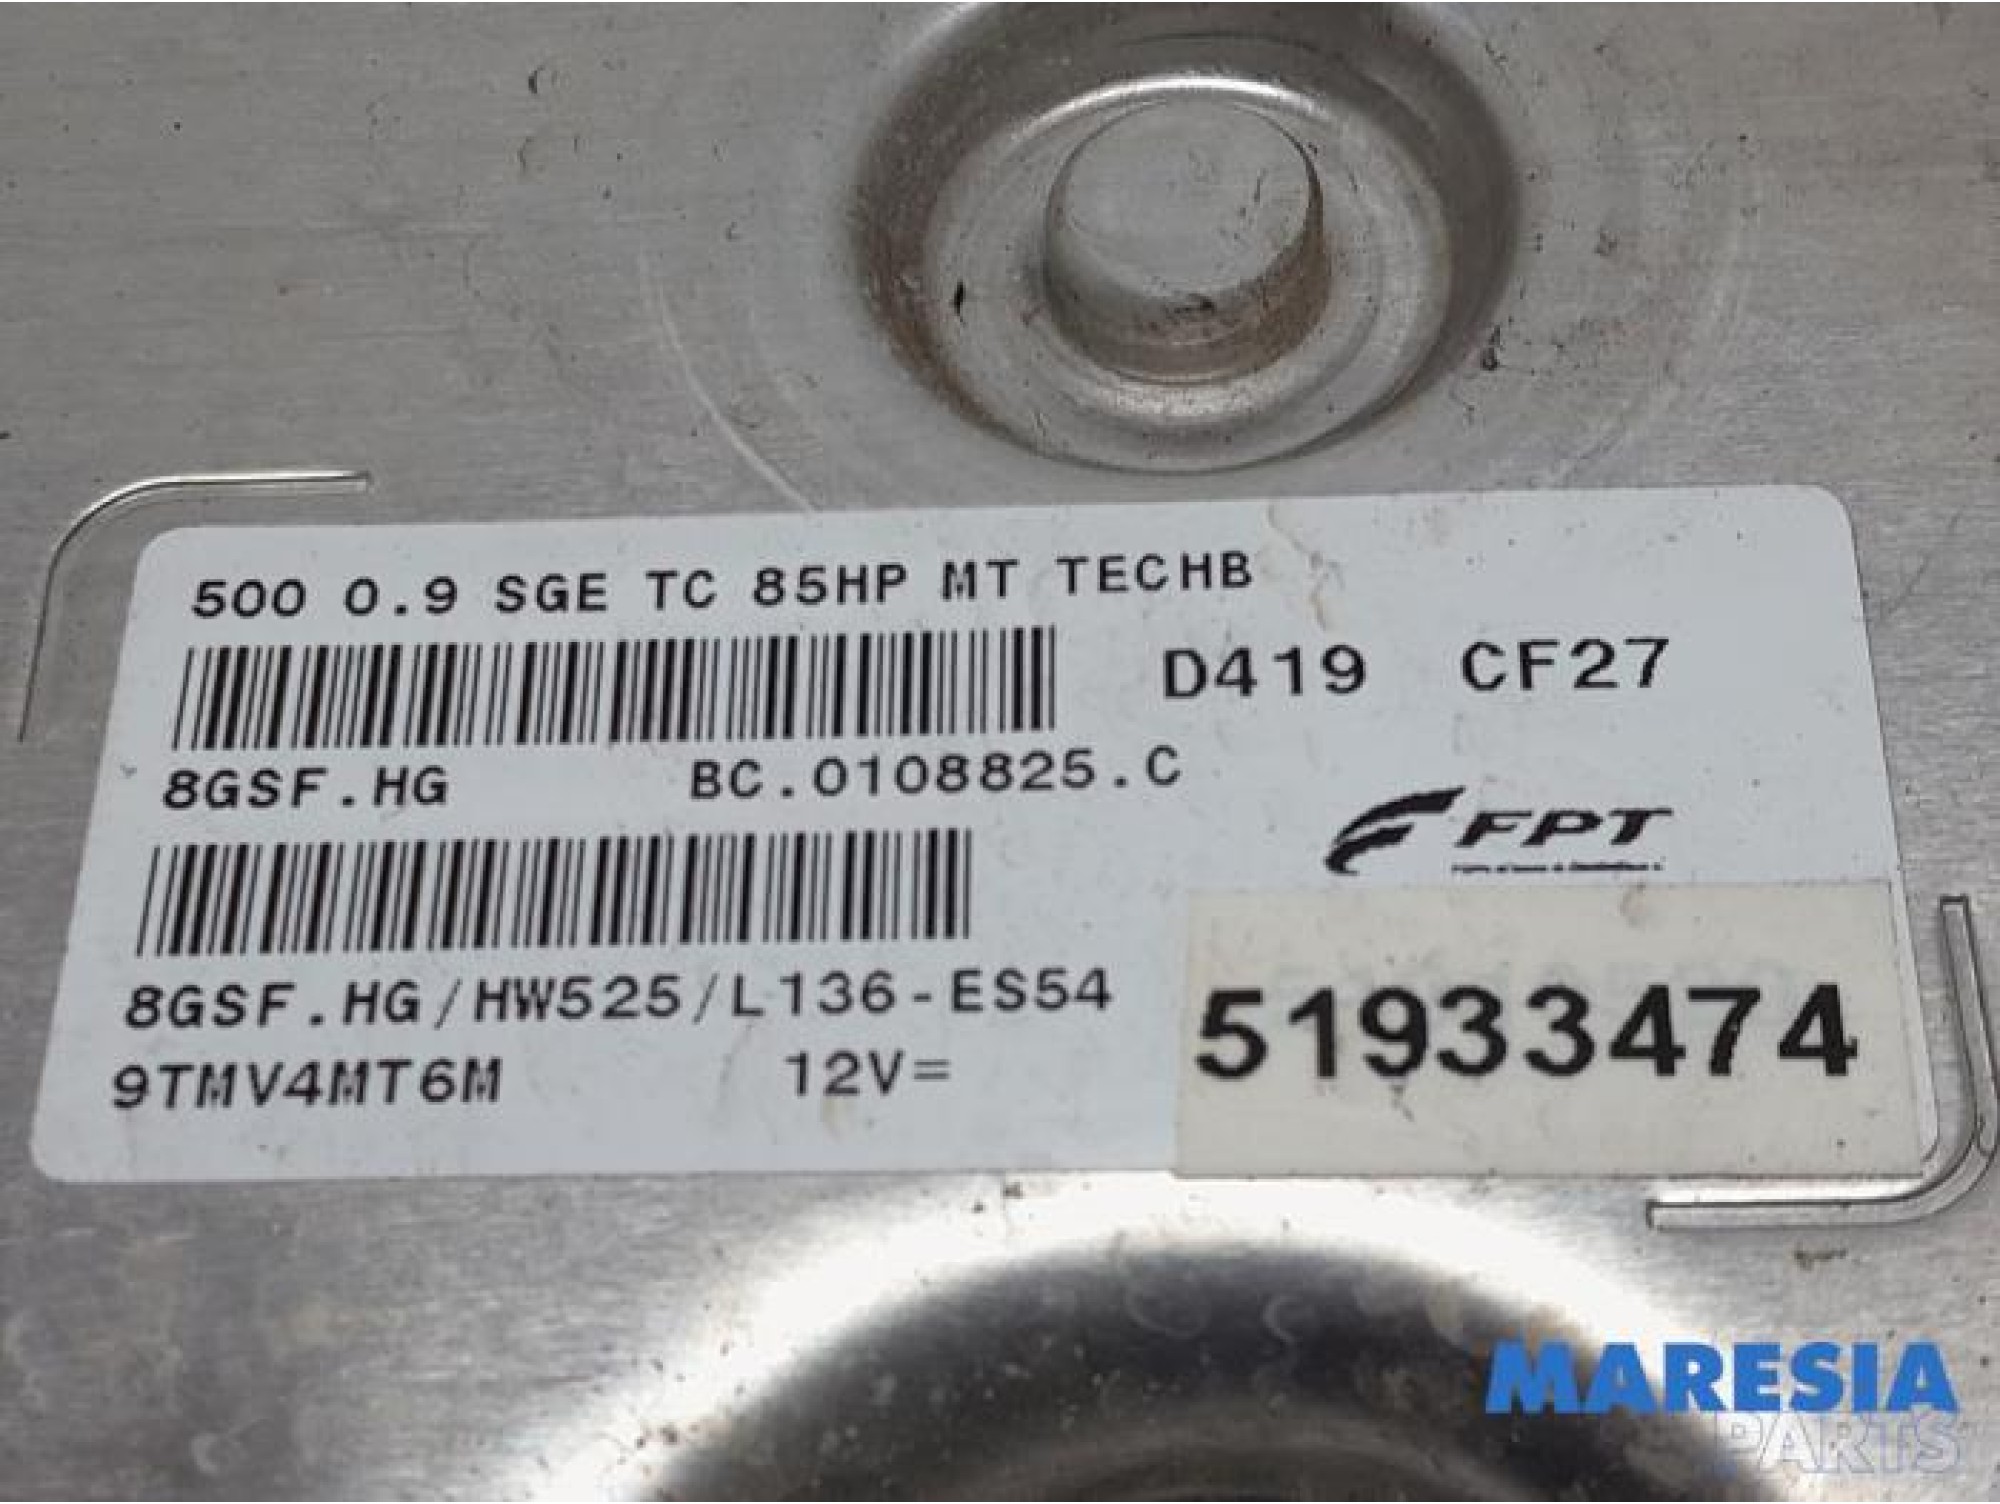 500 0.9 SGE TC 85HP MT TECHB
D419 CF27
8GSF.HG BC.0108825.C
FPT
8GSF.HG/HW525/L136-ES54
51933474
9TMV4MT6M 12V=
MARESIA
PARTS